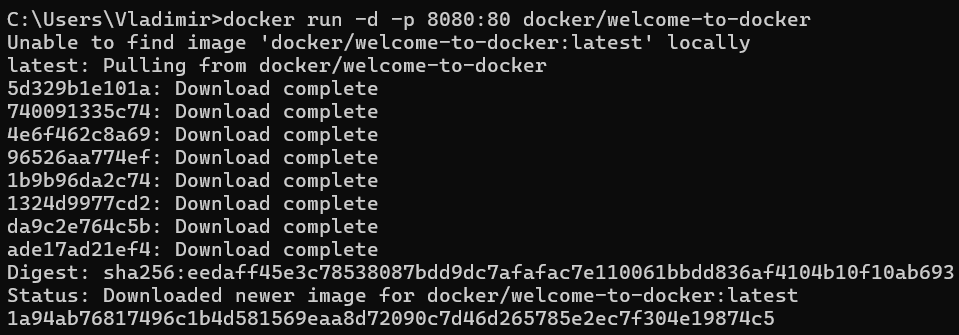 C:\Users\Vladimir>docker run -d -p 8080:80 docker/welcome-to-docker
Unable to find image 'docker/welcome-to-docker:latest' locally
latest: Pulling from docker/welcome-to-docker
5d329b1e101a: Download complete
740091335c74: Download complete
4e6f462c8a69: Download complete
96526aa774ef: Download complete
1b9b96da2c74: Download complete
1324d9977cd2: Download complete
da9c2e764c5b: Download complete
ade17ad21ef4: Download complete
Digest: sha256:eedaff45e3c78538087bdd9dc7afafac7e110061bbdd836af4104b10f10ab693
Status: Downloaded newer image for docker/welcome-to-docker:latest
1a94ab76817496c1b4d581569eaa8d72090c7d46d265785e2ec7f304e19874c5